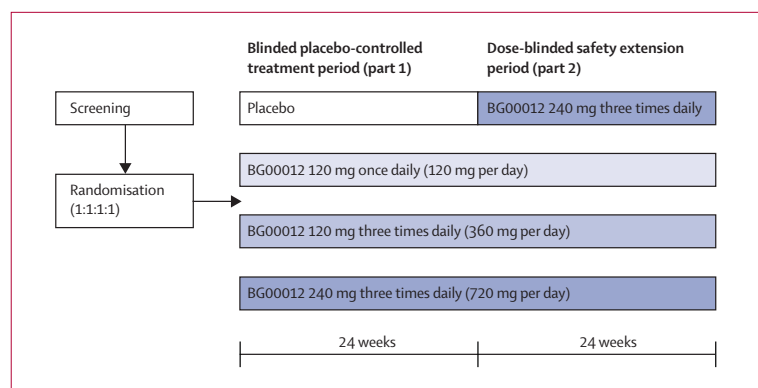 Blinded placebo-controlled
treatment period (part 1)
Dose-blinded safety extension
period (part 2)
Screening
Placebo
BG00012 240 mg three times daily
BG00012 120 mg once daily (120 mg per day)
Randomisation
(1:1:1:1)
BG00012 120 mg three times daily (360 mg per day)
BG00012 240 mg three times daily (720 mg per day)
24 weeks
24 weeks